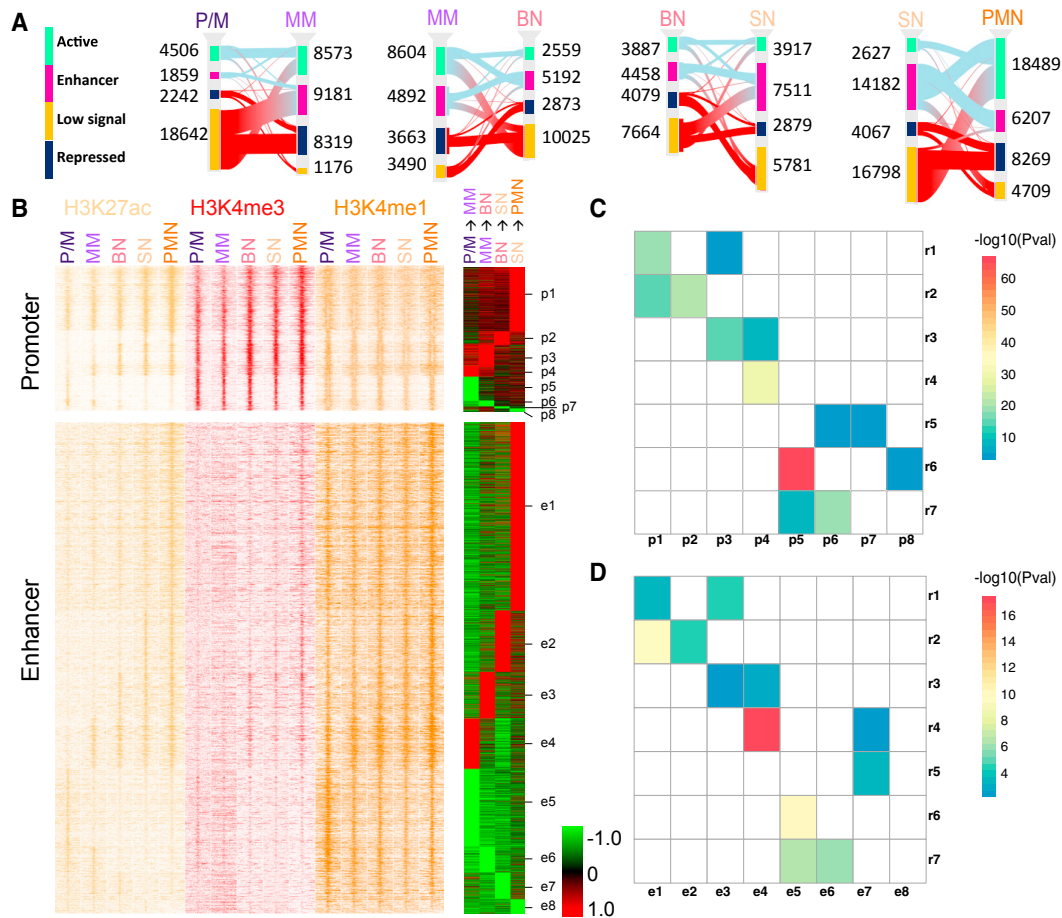 A
Active
Enhancer
Low signal
Repressed
P/M
MM
4506
1859
2242
18642
8573
9181
8319
1176
MM
BN
8604
4892
3663
3490
2559
5192
2873
10025
BN
SN
3887
4458
4079
7664
3917
7511
2879
5781
SN
PMN
2627
14182
4067
16798
18489
6207
8269
4709
B
H3K27ac
H3K4me3
H3K4me1
P/M
MM
BN
SN
PMN
P/M
MM
BN
SN
PMN
P/M
MM
BN
SN
PMN
P/M → MM
MM → BN
BN → SN
SN → PMN
Promoter
p1
p2
p3
p4
p5
p6
p7
p8
Enhancer
e1
e2
e3
e4
e5
e6
e7
e8
-1.0
0
1.0
C
r1
r2
r3
r4
r5
r6
r7
p1 p2 p3 p4 p5 p6 p7 p8
-log10(Pval)
60
50
40
30
20
10
D
r1
r2
r3
r4
r5
r6
r7
e1 e2 e3 e4 e5 e6 e7 e8
-log10(Pval)
16
14
12
10
8
6
4